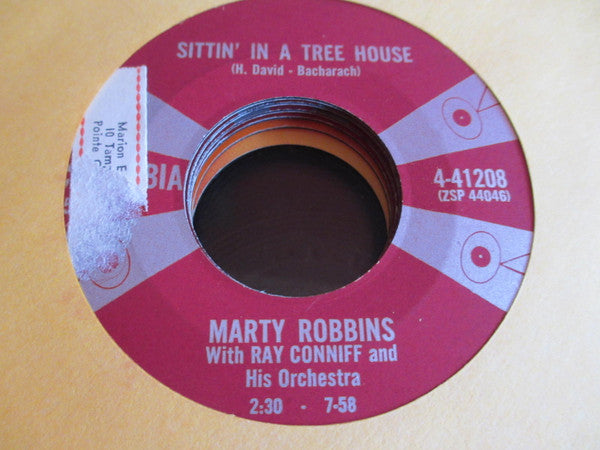 SITTIN' IN A TREE HOUSE
(H. David - Bacharach)
Marion
10
Pointe
BIA
4-41208
(ZSP 44046)
MARTY ROBBINS
With RAY CONNIFF and
His Orchestra
2:30 - 7-58